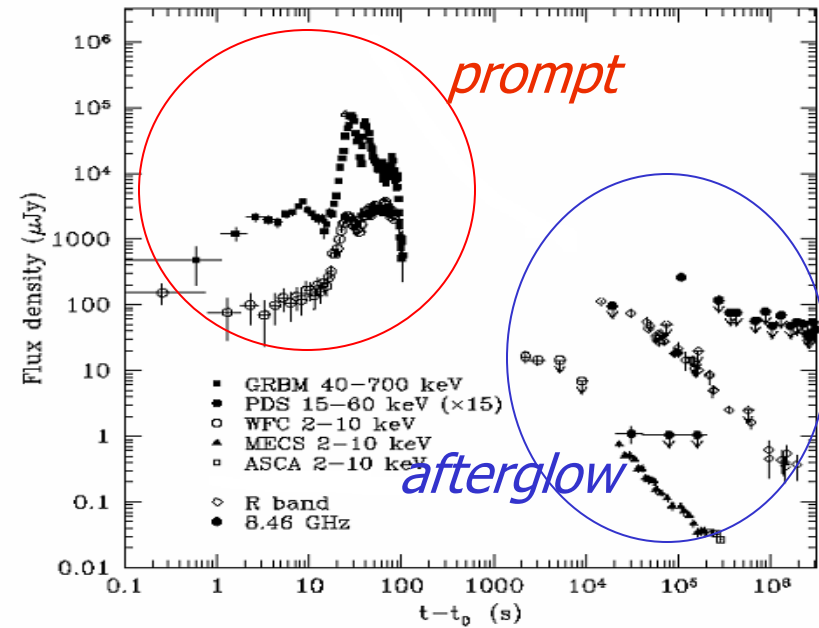 10⁶
10⁵
10⁴
1000
100
10
1
0.1
0.01
Flux density (μJy)
prompt
afterglow
GRBM 40-700 keV
PDS 15-60 keV (×15)
WFC 2-10 keV
MECS 2-10 keV
ASCA 2-10 keV
R band
8.46 GHz
0.1 1 10 100 1000 10⁴ 10⁵ 10⁶
t-t₀ (s)